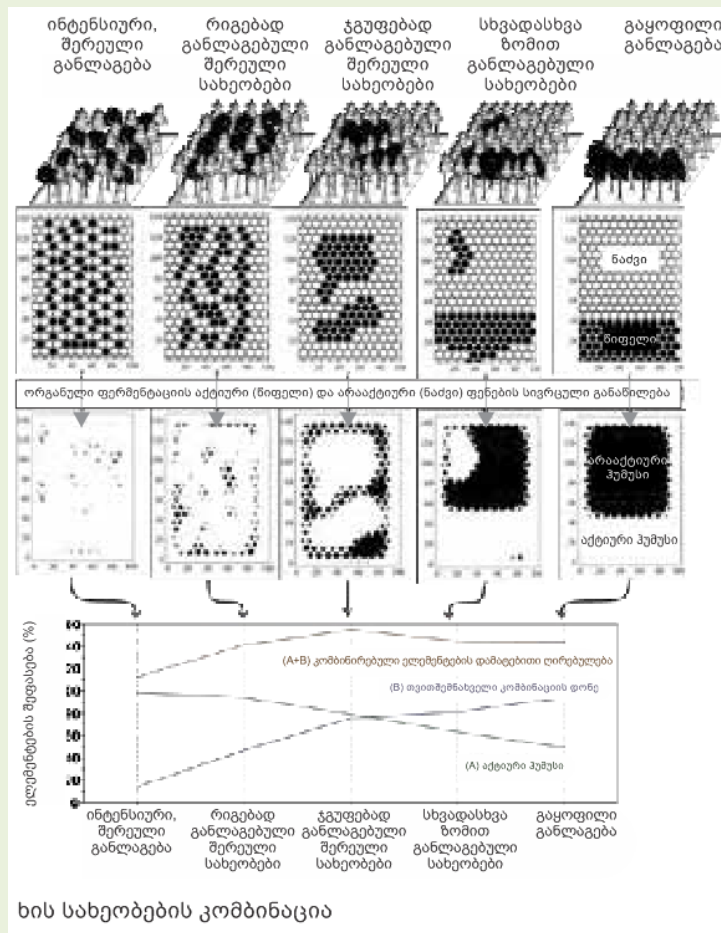 ინტენსიური,
შერეული
განლაგება
რიგებად
განლაგებული
შერეული
სახეობები
ჯგუფებად
განლაგებული
შერეული
სახეობები
სხვადასხვა
ზომით
განლაგებული
სახეობები
გაყოფილი
განლაგება
ნაძვი
წიფელი
ორგანული ფერმენტაციის აქტიური (წიფელი) და არააქტიური (ნაძვი) ფენების სივრცული განაწილება
არააქტიური
ჰუმუსი
აქტიური ჰუმუსი
ელემენტების შეფასება (%)
(A+B) კომბინირებული ელემენტების დამატებითი ღირებულება
(B) თვითშემნახველი კომბინაციის დონე
(A) აქტიური ჰუმუსი
ინტენსიური,
შერეული
განლაგება
რიგებად
განლაგებული
შერეული
სახეობები
ჯგუფებად
განლაგებული
შერეული
სახეობები
სხვადასხვა
ზომით
განლაგებული
სახეობები
გაყოფილი
განლაგება
ხის სახეობების კომბინაცია